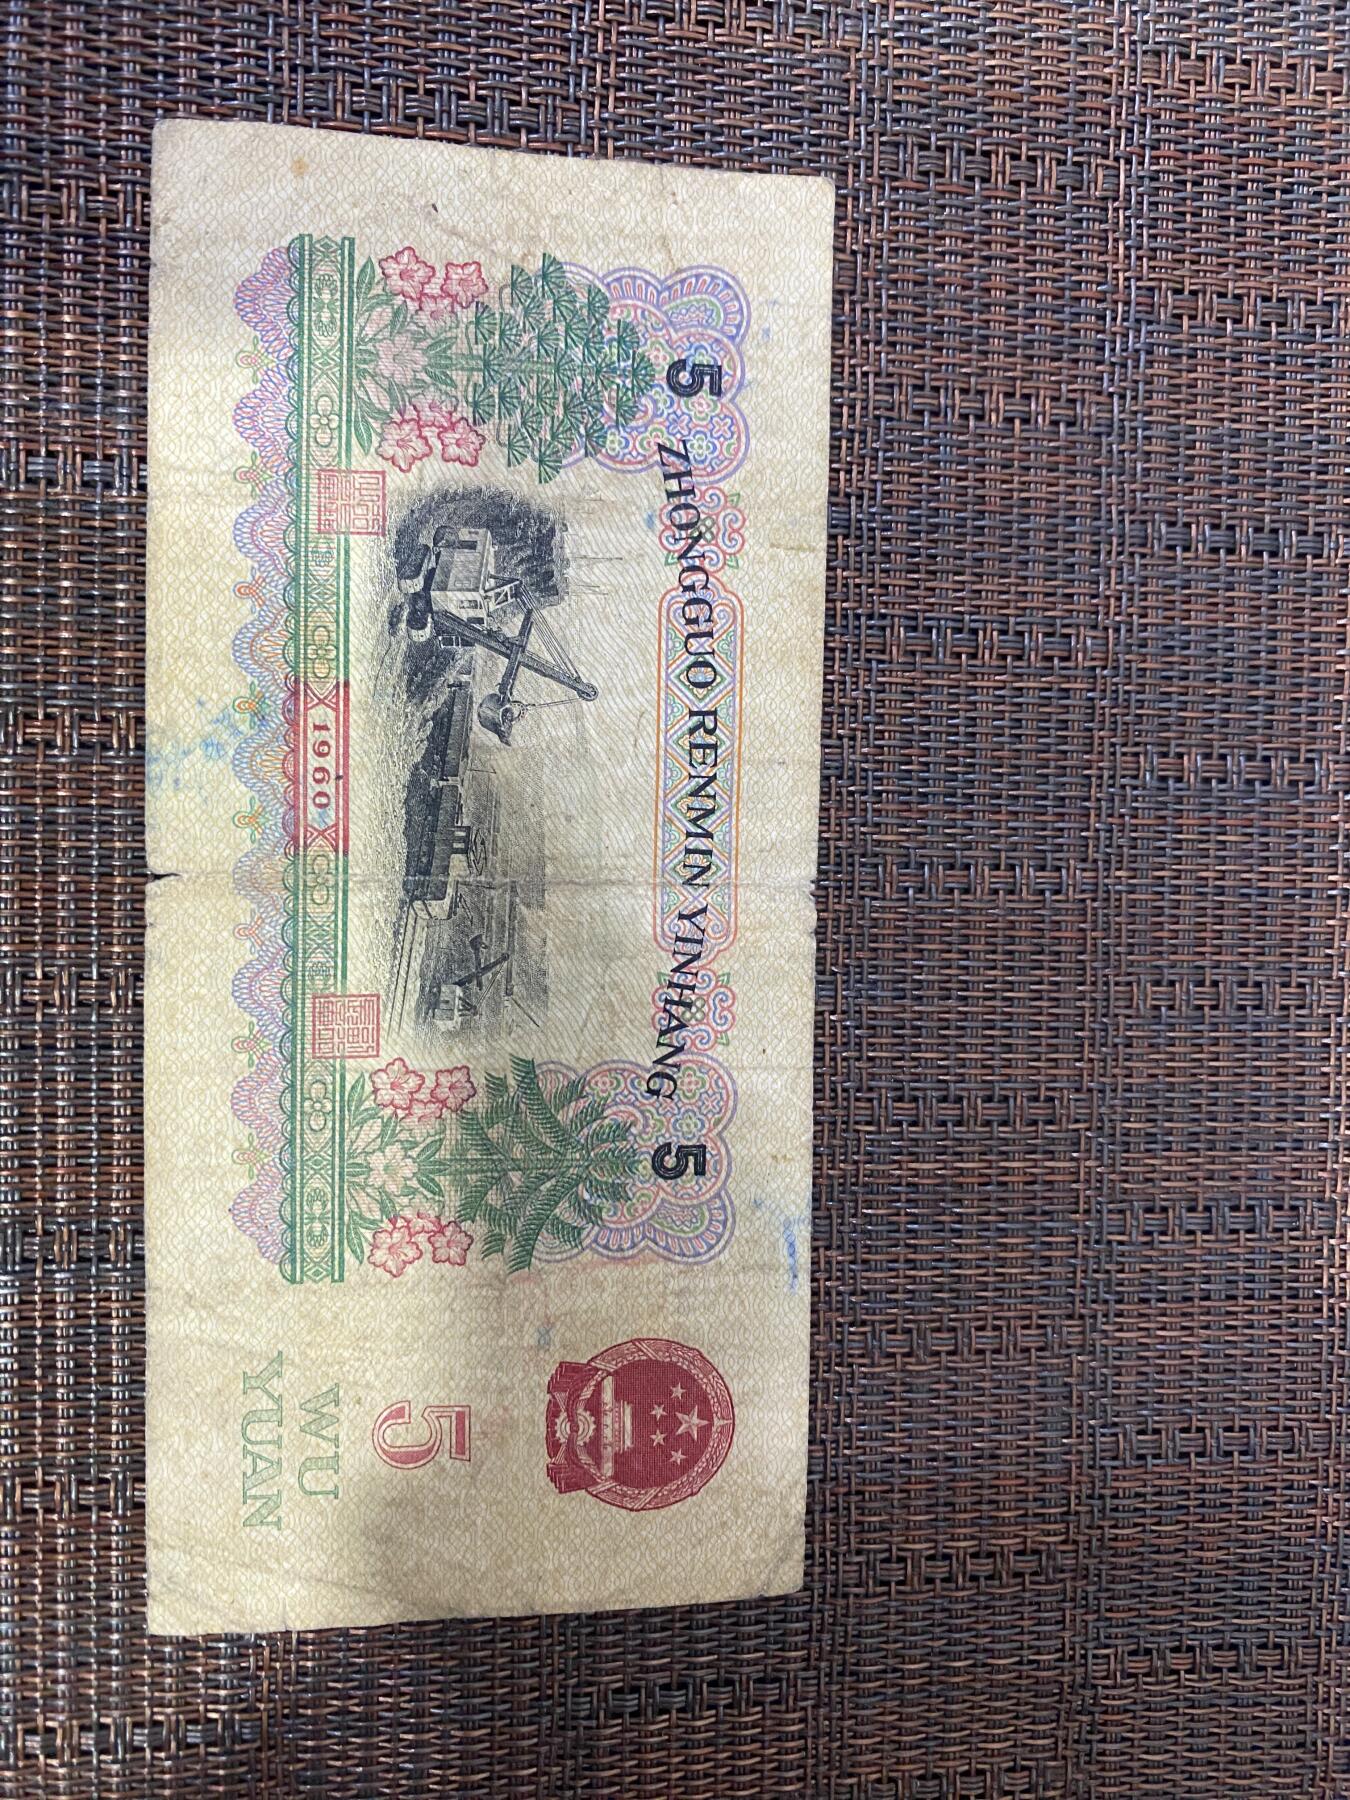 5 ZHONGGUO RENMIN YINHANG 5
1960
5
WU
YUAN